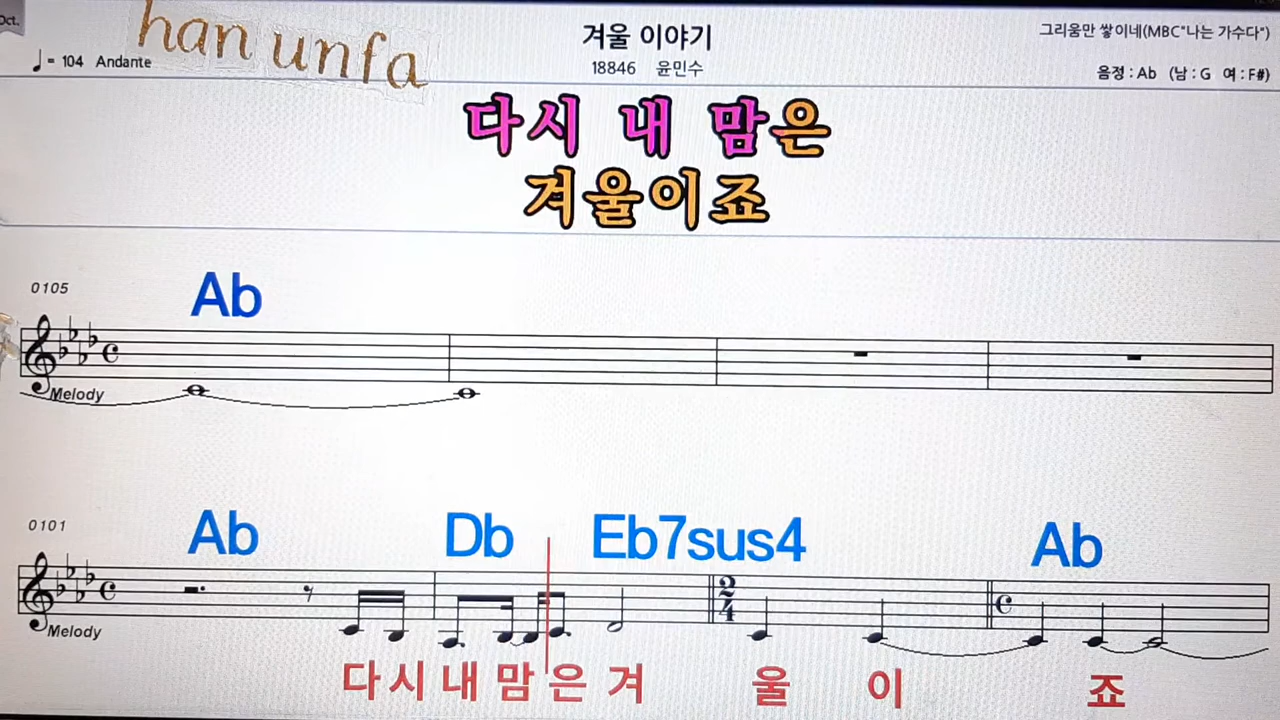 Oct.
han unfa
♩= 104 Andante
겨울 이야기
18846 윤민수
그리움만 쌓이네(MBC"나는 가수다")
음정 : Ab (남 : G 여 : F#)
다시 내 맘은
겨울이죠
0105
Ab
Melody
0101
Ab Db Eb7sus4 Ab
2
4
Melody
다시 내 맘 은 겨 울 이 죠